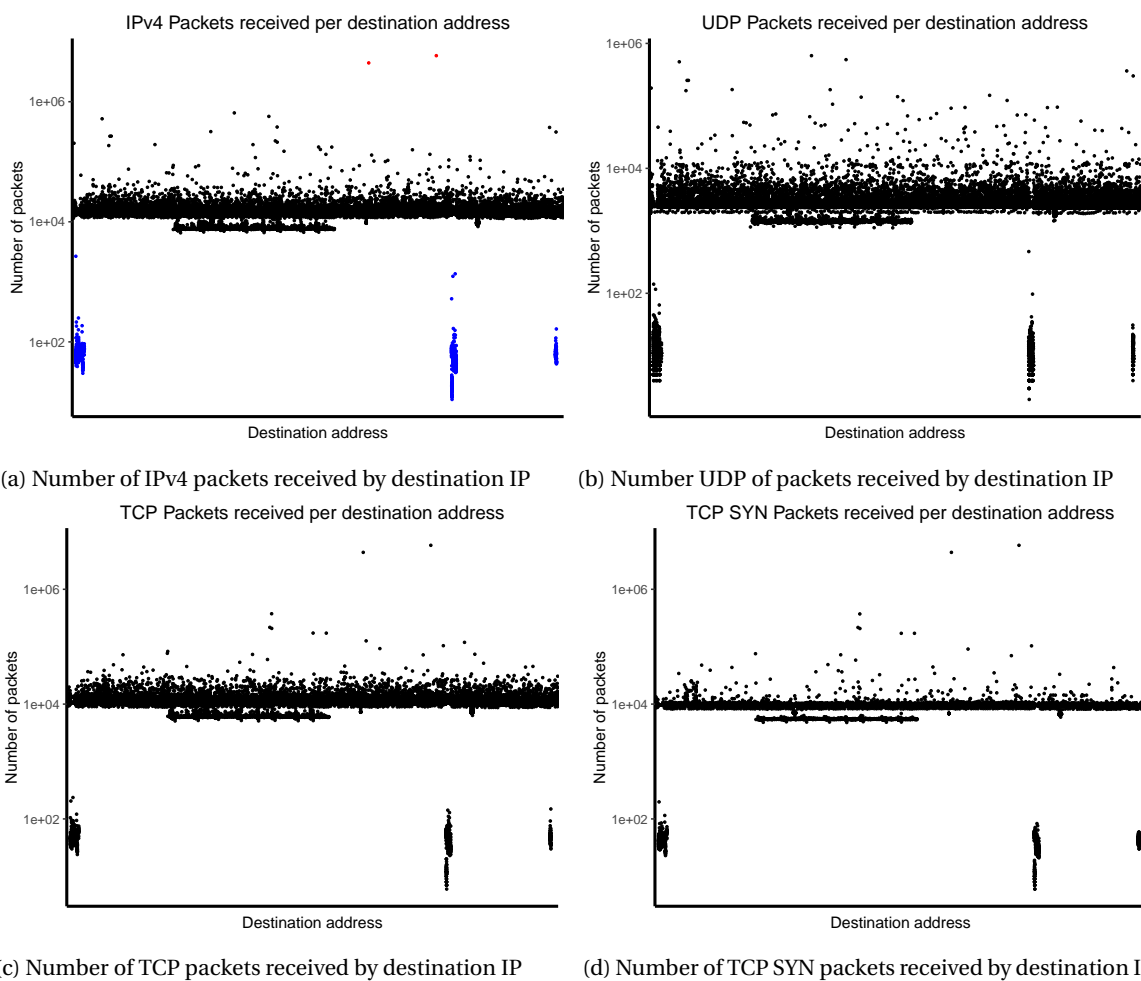 IPv4 Packets received per destination address
1e+06
1e+04
1e+02
Number of packets
Destination address
(a) Number of IPv4 packets received by destination IP
UDP Packets received per destination address
1e+06
1e+04
1e+02
Number of packets
Destination address
(b) Number UDP of packets received by destination IP
TCP Packets received per destination address
1e+06
1e+04
1e+02
Number of packets
Destination address
(c) Number of TCP packets received by destination IP
TCP SYN Packets received per destination address
1e+06
1e+04
1e+02
Number of packets
Destination address
(d) Number of TCP SYN packets received by destination I